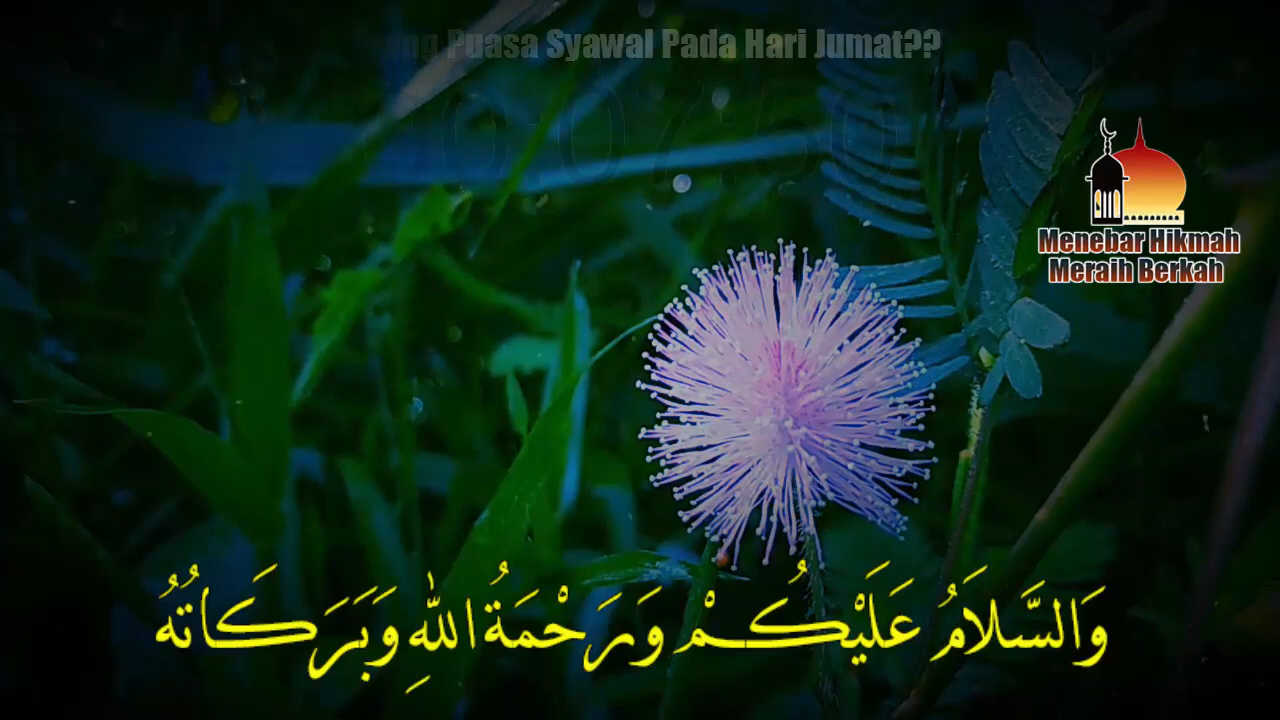 Puasa Syawal Pada Hari Jumat??
Menebar Hikmah
Meraih Berkah
وَالسَّلَامُ عَلَيْكُمْ وَرَحْمَةُ اللهِ وَبَرَكَاتُهُ